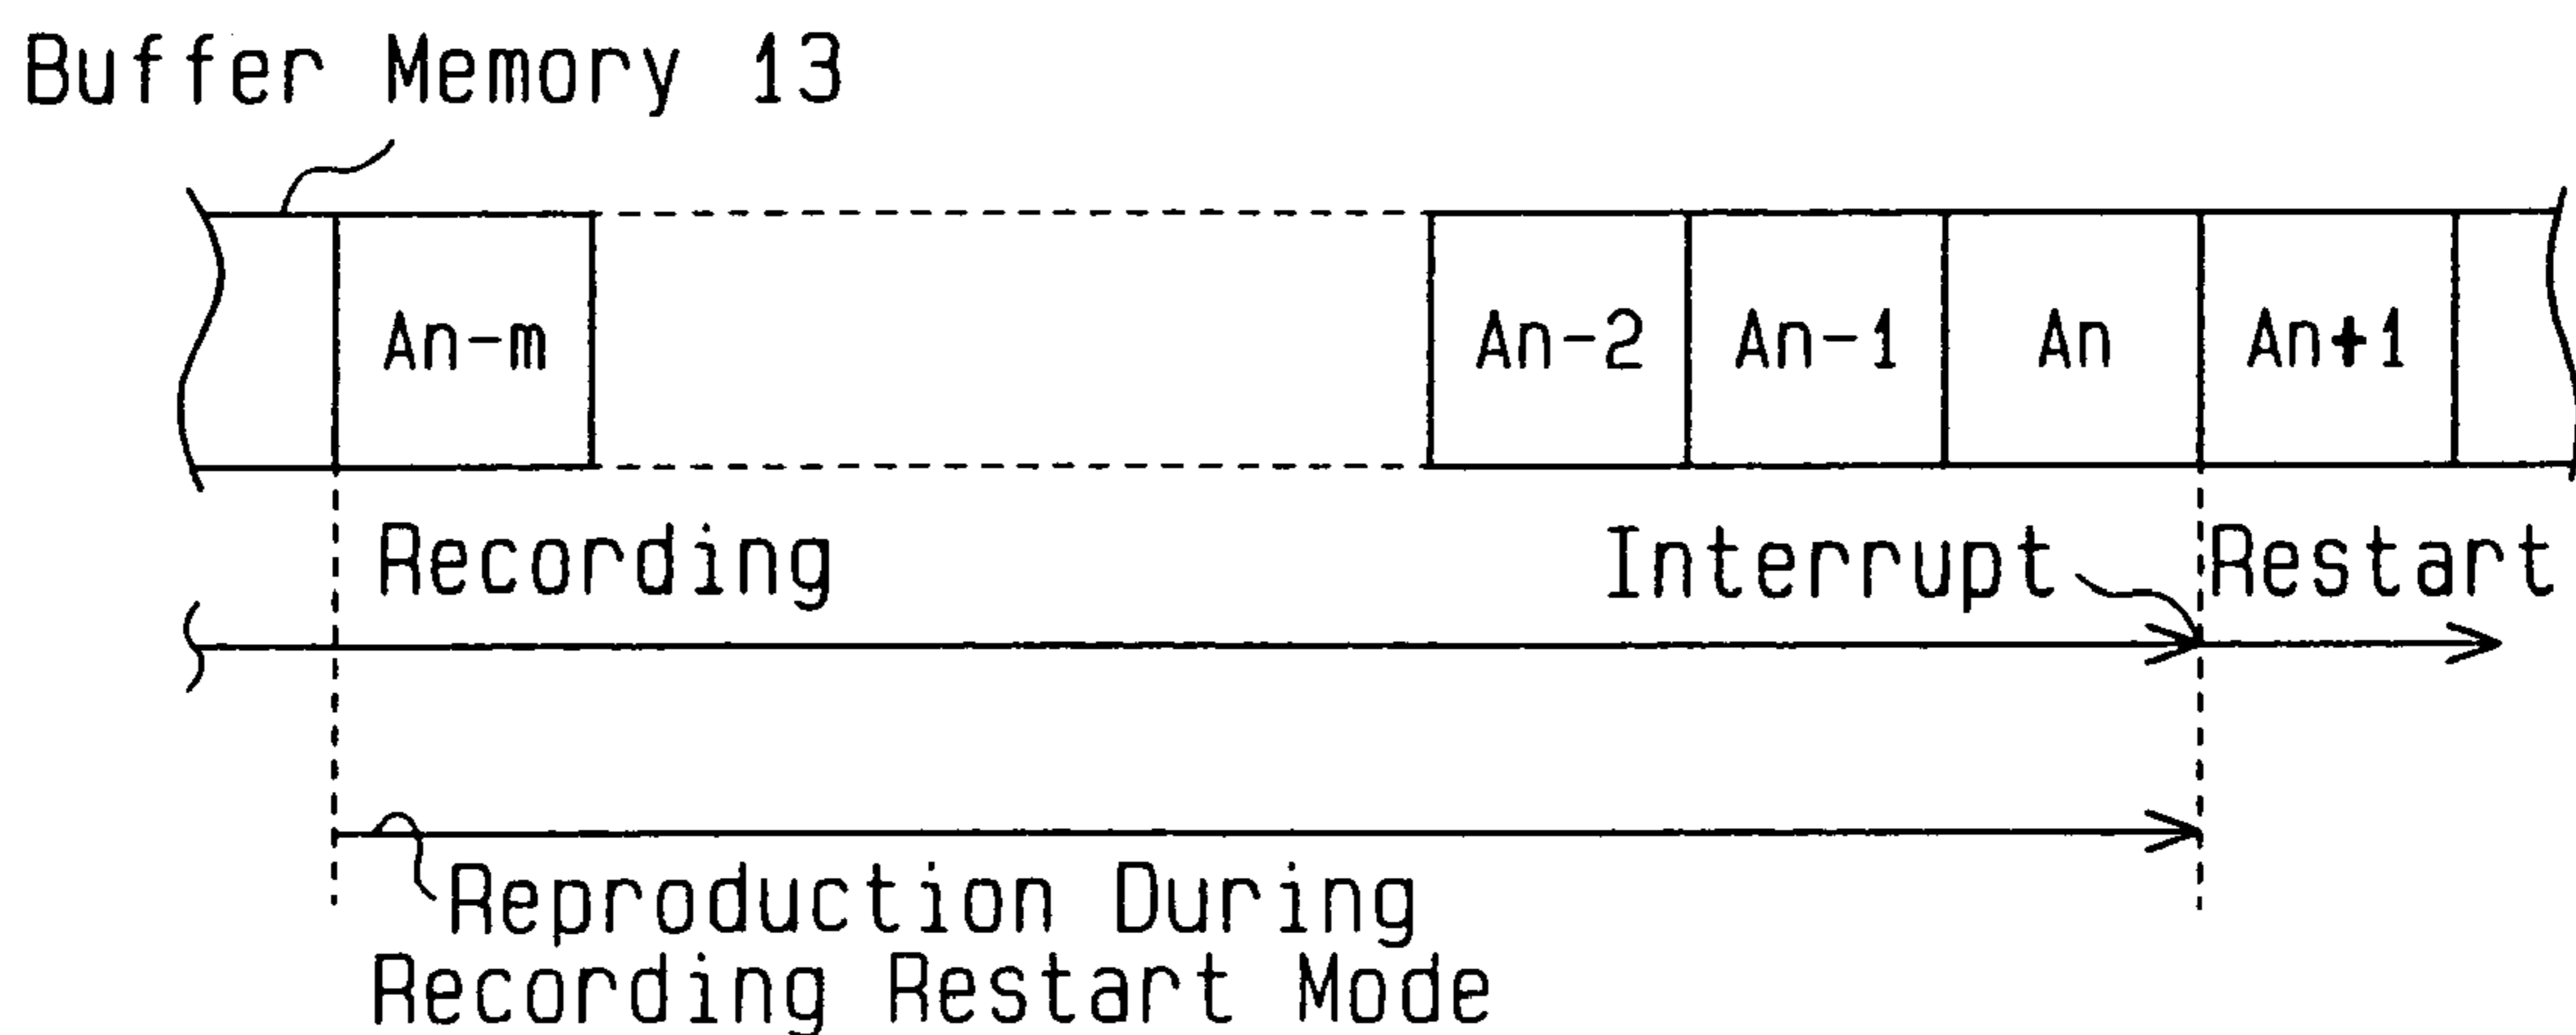 Buffer Memory 13
An-m An-2 An-1 An An+1
Recording Interrupt Restart
Reproduction During
Recording Restart Mode